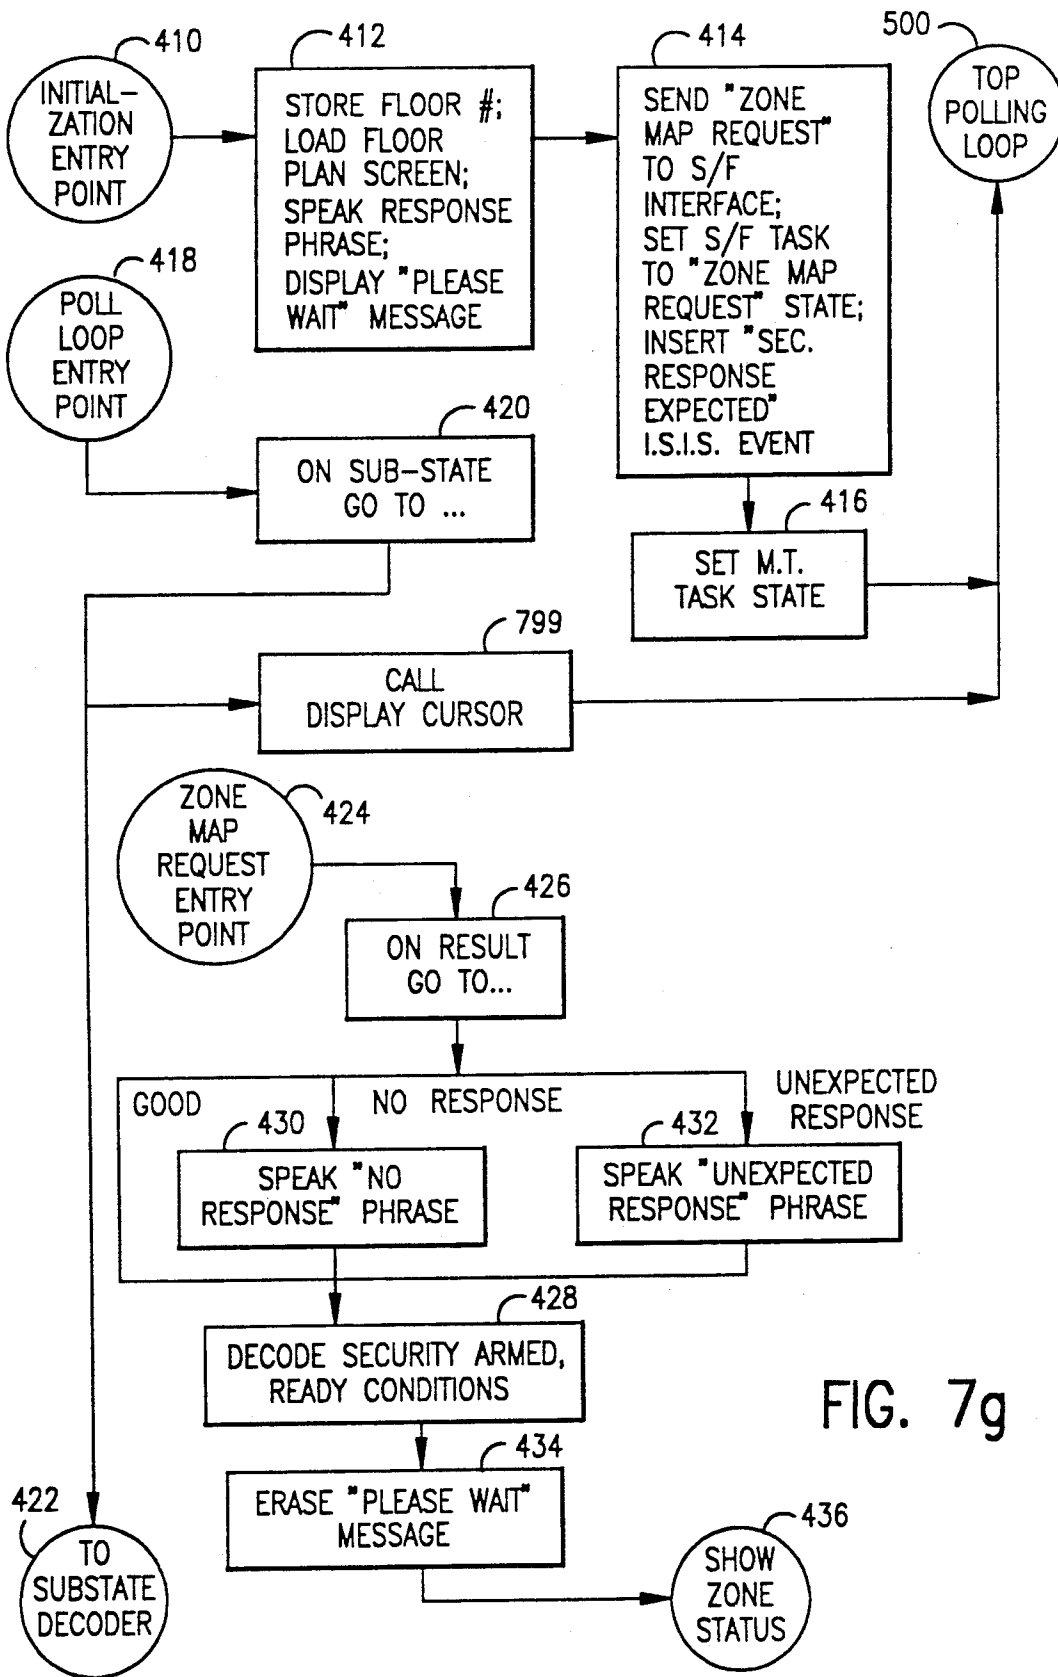 410
INITIAL-
ZATION
ENTRY
POINT
412
STORE FLOOR #;
LOAD FLOOR
PLAN SCREEN;
SPEAK RESPONSE
PHRASE;
DISPLAY "PLEASE
WAIT" MESSAGE
414
SEND "ZONE
MAP REQUEST"
TO S/F
INTERFACE;
SET S/F TASK
TO "ZONE MAP
REQUEST" STATE;
INSERT "SEC.
RESPONSE
EXPECTED"
I.S.I.S. EVENT
500
TOP
POLLING
LOOP
418
POLL
LOOP
ENTRY
POINT
420
ON SUB-STATE
GO TO ...
416
SET M.T.
TASK STATE
799
CALL
DISPLAY CURSOR
424
ZONE
MAP
REQUEST
ENTRY
POINT
426
ON RESULT
GO TO...
GOOD
NO RESPONSE
UNEXPECTED
RESPONSE
430
SPEAK "NO
RESPONSE" PHRASE
432
SPEAK "UNEXPECTED
RESPONSE" PHRASE
428
DECODE SECURITY ARMED,
READY CONDITIONS
434
ERASE "PLEASE WAIT"
MESSAGE
422
TO
SUBSTATE
DECODER
436
SHOW
ZONE
STATUS
FIG. 7g